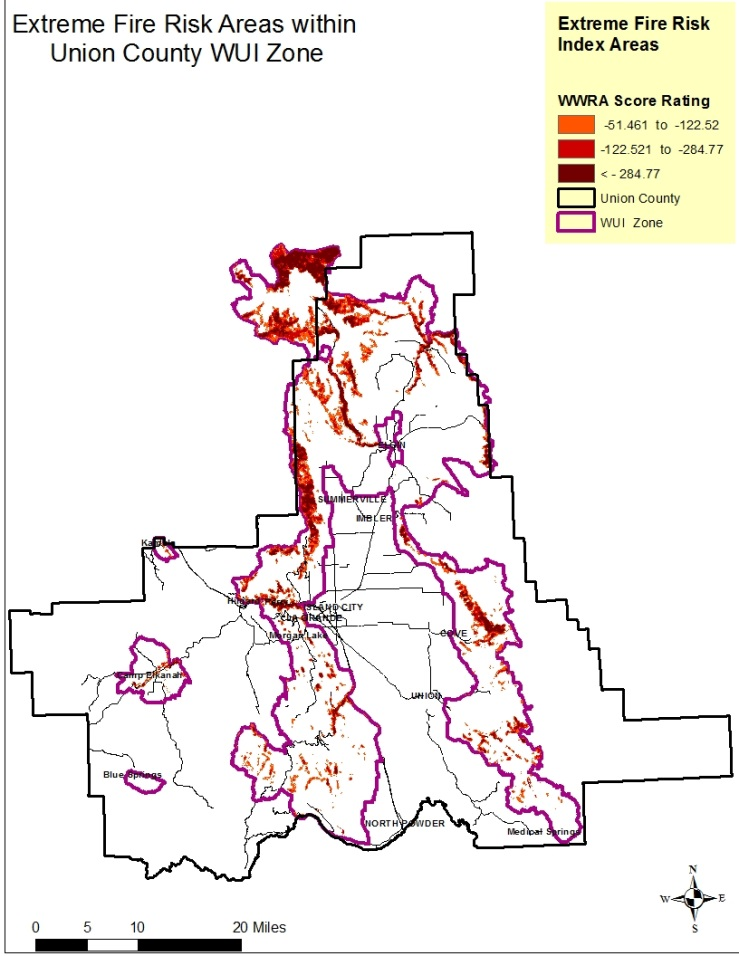 Extreme Fire Risk Areas within
Union County WUI Zone
Extreme Fire Risk
Index Areas
WWRA Score Rating
-51.461 to -122.52
-122.521 to -284.77
< - 284.77
Union County
WUI Zone
ELGIN
SUMMERVILLE
IMBLER
ISLAND CITY
LA GRANDE
Morgan Lake
COVE
Camp Elkanah
UNION
Blue Springs
NORTH POWDER
Medical Springs
N
W
E
S
0
5
10
20 Miles